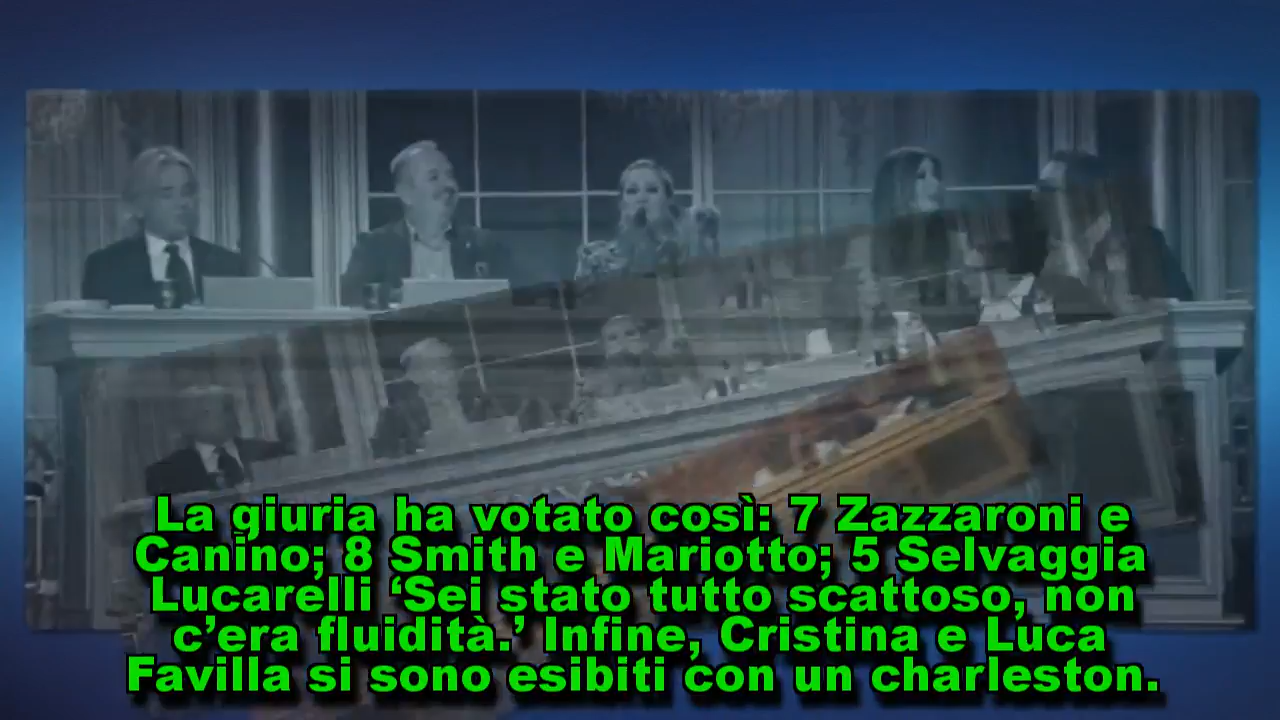 La giuria ha votato così: 7 Zazzaroni e
Canino; 8 Smith e Mariotto; 5 Selvaggia
Lucarelli ‘Sei stato tutto scattoso, non
c’era fluidità.’ Infine, Cristina e Luca
Favilla si sono esibiti con un charleston.